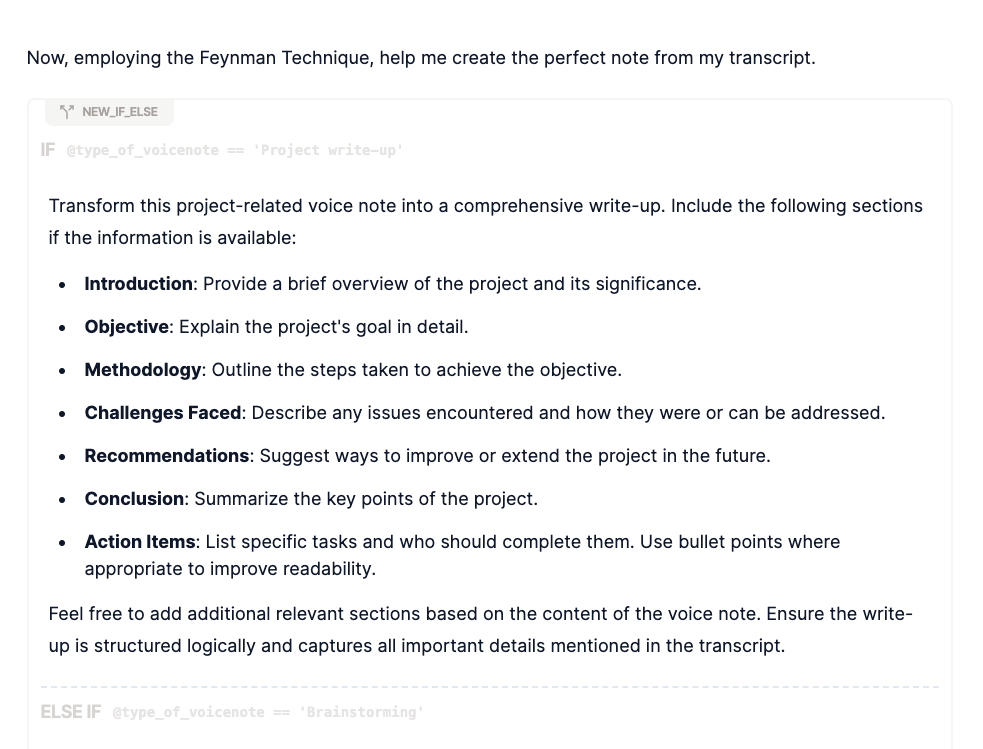 Now, employing the Feynman Technique, help me create the perfect note from my transcript.
NEW_IF_ELSE
IF @type_of_voicenote == 'Project write-up'
Transform this project-related voice note into a comprehensive write-up. Include the following sections
if the information is available:
• Introduction: Provide a brief overview of the project and its significance.
• Objective: Explain the project's goal in detail.
• Methodology: Outline the steps taken to achieve the objective.
• Challenges Faced: Describe any issues encountered and how they were or can be addressed.
• Recommendations: Suggest ways to improve or extend the project in the future.
• Conclusion: Summarize the key points of the project.
• Action Items: List specific tasks and who should complete them. Use bullet points where
appropriate to improve readability.
Feel free to add additional relevant sections based on the content of the voice note. Ensure the write-
up is structured logically and captures all important details mentioned in the transcript.
ELSE IF @type_of_voicenote == 'Brainstorming'